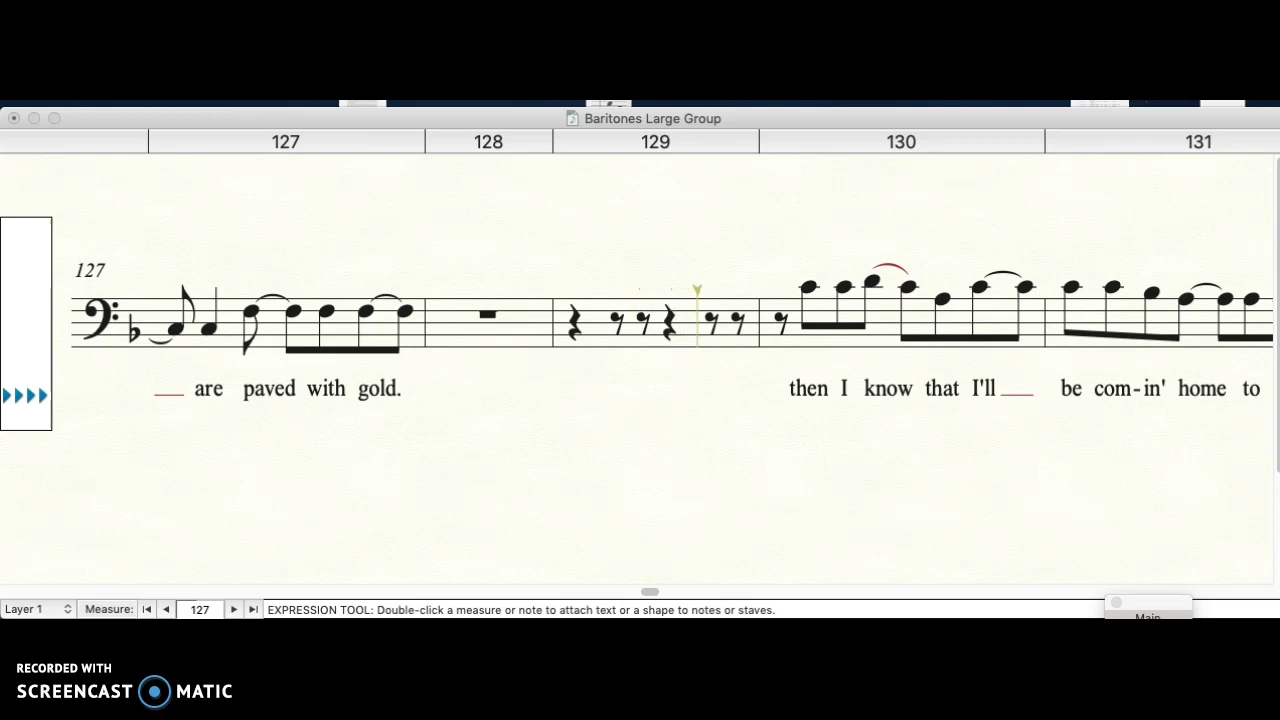 Baritones Large Group
127 128 129 130 131
127
are paved with gold. then I know that I'll be com-in' home to
Layer 1 Measure: 127 EXPRESSION TOOL: Double-click a measure or note to attach text or a shape to notes or staves.
Main
RECORDED WITH
SCREENCAST MATIC